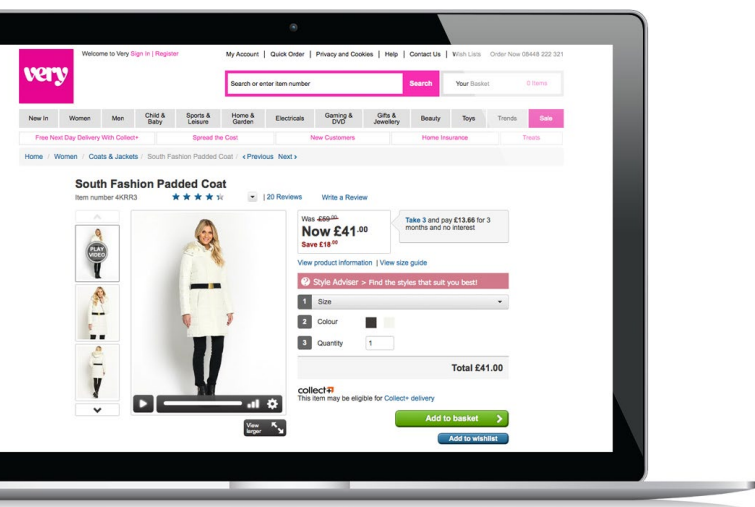 very
Welcome to Very Sign In | Register
My Account | Quick Order | Privacy and Cookies | Help | Contact Us | Wish Lists Order Now 08448 222 321
Search or enter item number
Search
Your Basket
0 Items
New In
Women
Men
Child & Baby
Sports & Leisure
Home & Garden
Electricals
Gaming & DVD
Gifts & Jewellery
Beauty
Toys
Trends
Sale
Free Next Day Delivery With Collect+
Spread the Cost
New Customers
Home Insurance
Treats
Home / Women / Coats & Jackets / South Fashion Padded Coat / < Previous Next >
South Fashion Padded Coat
Item number 4KRR3
| 20 Reviews
Write a Review
PLAY
VIDEO
Was £59.00
Now £41.00
Save £18.00
Take 3 and pay £13.66 for 3
months and no interest
View product information | View size guide
? Style Adviser > Find the styles that suit you best!
1 Size
2 Colour
3 Quantity 1
Total £41.00
collect+
This item may be eligible for Collect+ delivery
View
larger
Add to basket
Add to wishlist